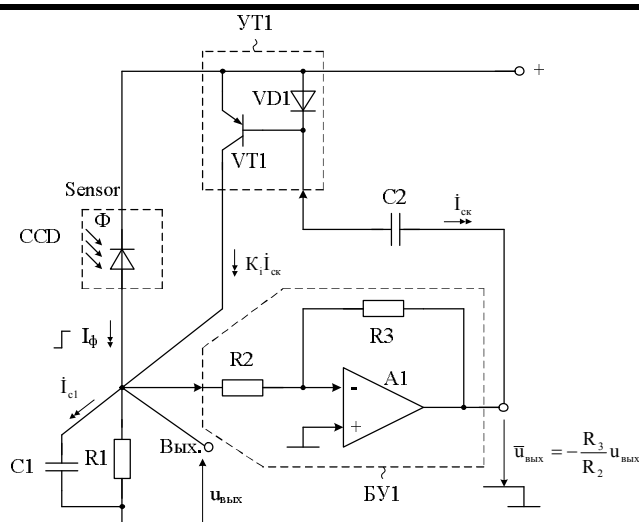 УТ1
+
VD1
VT1
Sensor
Ф
CCD
C2
İск
Kᵢİск
Iф
R3
R2
A1
-
+
İc1
C1
R1
Вых.
uвых
БУ1
ūвых = − R3/R2 uвых